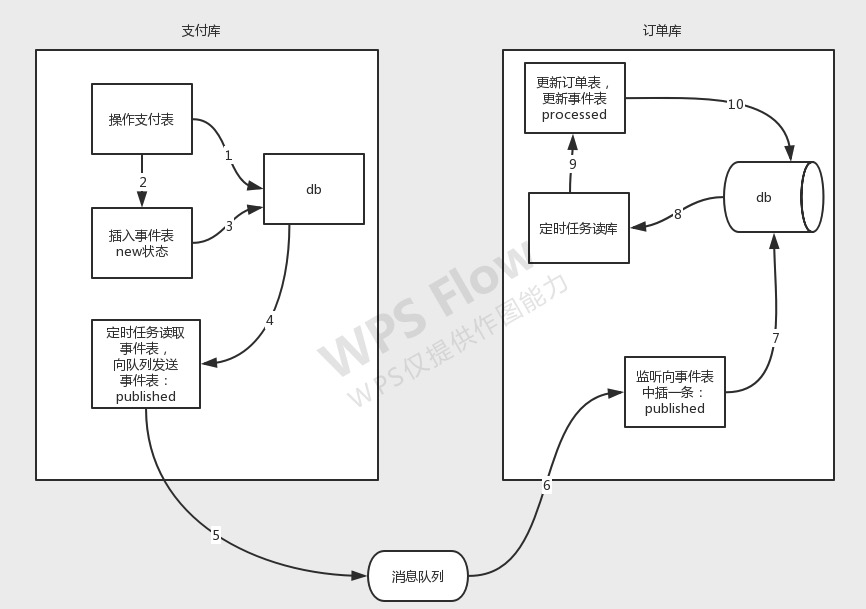 支付库
操作支付表
1
2
db
插入事件表
new状态
3
4
定时任务读取
事件表，
向队列发送
事件表：
published
5
消息队列
6
订单库
更新订单表，
更新事件表
processed
10
9
db
定时任务读库
8
7
监听向事件表
中插一条：
published
WPS Flow
WPS仅提供作图能力